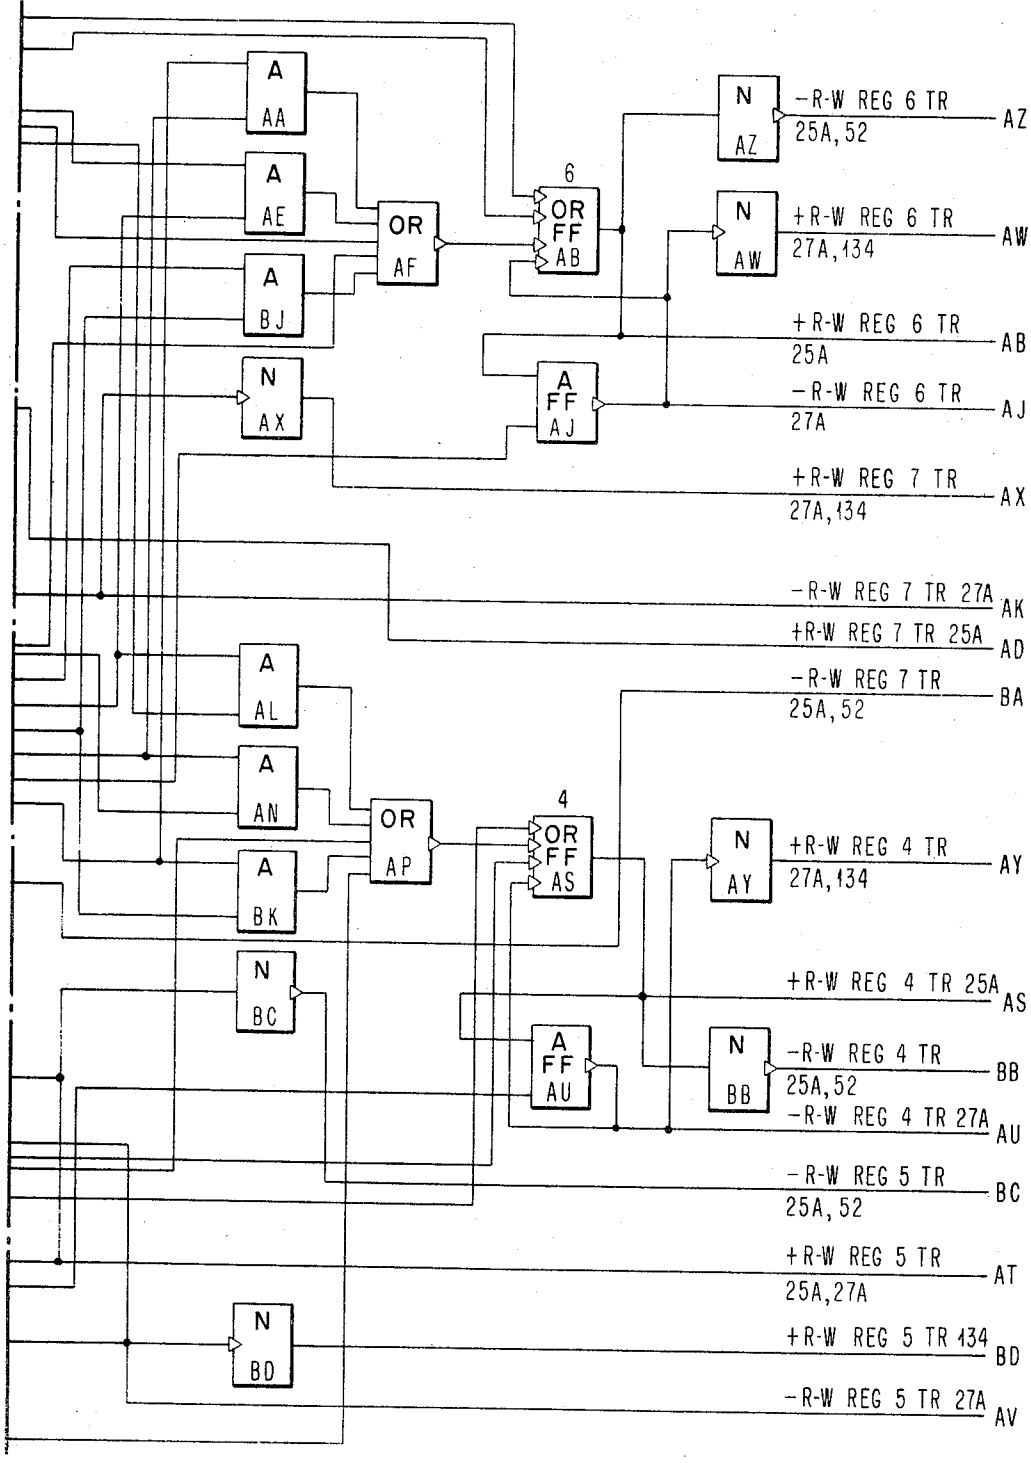 A
AA
A
AE
A
BJ
N
AX
OR
AF
6
OR
FF
AB
A
FF
AJ
N
AZ
−R-W REG 6 TR
25A, 52
AZ
N
AW
+R-W REG 6 TR
27A, 134
AW
+R-W REG 6 TR
25A
AB
−R-W REG 6 TR
27A
AJ
+R-W REG 7 TR
27A, 134
AX
−R-W REG 7 TR 27A
AK
+R-W REG 7 TR 25A
AD
−R-W REG 7 TR
25A, 52
BA
A
AL
A
AN
A
BK
N
BC
OR
AP
4
OR
FF
AS
A
FF
AU
N
AY
+R-W REG 4 TR
27A, 134
AY
+R-W REG 4 TR 25A
AS
N
BB
−R-W REG 4 TR
25A, 52
BB
−R-W REG 4 TR 27A
AU
−R-W REG 5 TR
25A, 52
BC
+R-W REG 5 TR
25A, 27A
AT
N
BD
+R-W REG 5 TR 134
BD
−R-W REG 5 TR 27A
AV